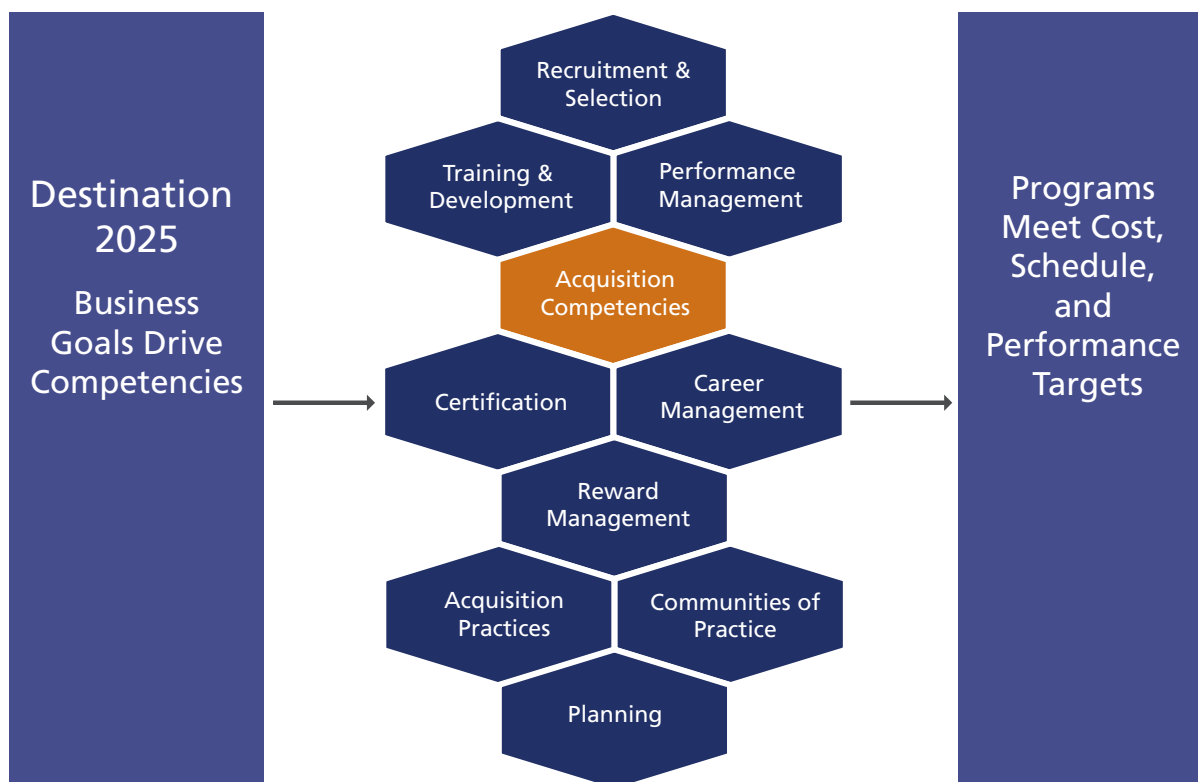 Destination
2025
Business
Goals Drive
Competencies
Recruitment &
Selection
Training &
Development
Performance
Management
Acquisition
Competencies
Certification
Career
Management
Reward
Management
Acquisition
Practices
Communities of
Practice
Planning
Programs
Meet Cost,
Schedule,
and
Performance
Targets